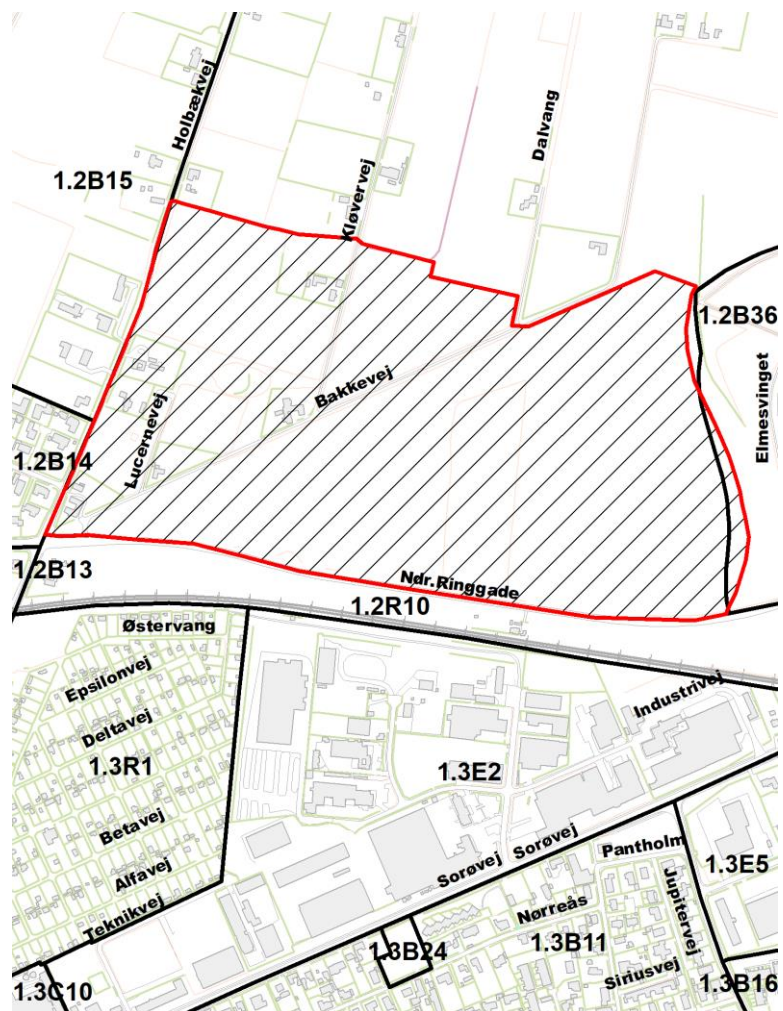 Holbækvej
Dalvang
1.2B15
Kløvervej
1.2B36
Bakkevej
Elmesvinget
Lucernevej
1.2B14
1.2B13
Ndr.Ringgade
1.2R10
Østervang
Epsilonvej
Industrivej
Deltavej
1.3R1
1.3E2
Betavej
Sorøvej
Sorøvej
Pantholm
1.3E5
Alfavej
Jupitervej
Teknikvej
Nørreås
1.3B24
1.3B11
Siriusvej
1.3B16
1.3C10